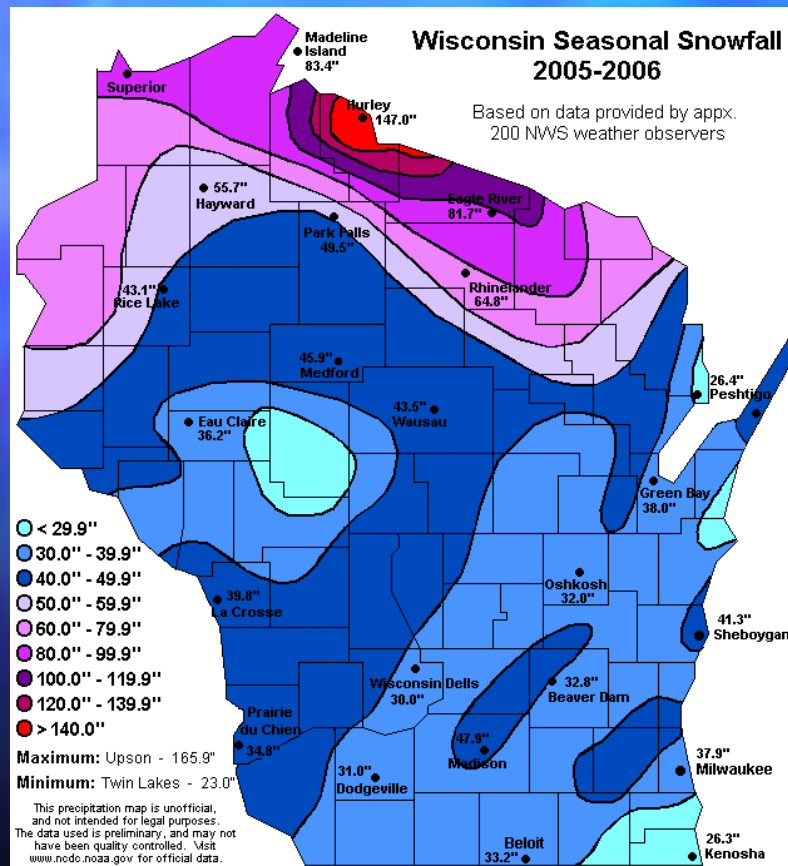 Wisconsin Seasonal Snowfall
2005-2006
Based on data provided by appx.
200 NWS weather observers
Madeline
Island
83.4"
Superior
Hurley
147.0"
55.7"
Hayward
Eagle River
81.7"
Park Falls
49.5"
Rhinelander
64.8"
43.1"
Rice Lake
45.9"
Medford
26.4"
Peshtigo
43.5"
Wausau
Eau Claire
36.2"
Green Bay
38.0"
< 29.9"
30.0" - 39.9"
40.0" - 49.9"
50.0" - 59.9"
60.0" - 79.9"
80.0" - 99.9"
100.0" - 119.9"
120.0" - 139.9"
> 140.0"
Oshkosh
32.0"
39.8"
La Crosse
41.3"
Sheboygan
Wisconsin Dells
30.0"
32.8"
Beaver Dam
Prairie
du Chien
34.8"
47.9"
Madison
37.9"
Milwaukee
31.0"
Dodgeville
Beloit
33.2"
26.3"
Kenosha
Maximum: Upson - 165.9"
Minimum: Twin Lakes - 23.0"
This precipitation map is unofficial,
and not intended for legal purposes.
The data used is preliminary, and may not
have been quality controlled. Visit
www.ncdc.noaa.gov for official data.